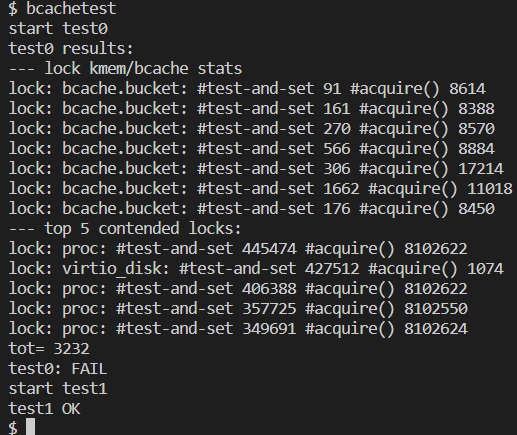 $ bcachetest
start test0
test0 results:
--- lock kmem/bcache stats
lock: bcache.bucket: #test-and-set 91 #acquire() 8614
lock: bcache.bucket: #test-and-set 161 #acquire() 8388
lock: bcache.bucket: #test-and-set 270 #acquire() 8570
lock: bcache.bucket: #test-and-set 566 #acquire() 8884
lock: bcache.bucket: #test-and-set 306 #acquire() 17214
lock: bcache.bucket: #test-and-set 1662 #acquire() 11018
lock: bcache.bucket: #test-and-set 176 #acquire() 8450
--- top 5 contended locks:
lock: proc: #test-and-set 445474 #acquire() 8102622
lock: virtio_disk: #test-and-set 427512 #acquire() 1074
lock: proc: #test-and-set 406388 #acquire() 8102622
lock: proc: #test-and-set 357725 #acquire() 8102550
lock: proc: #test-and-set 349691 #acquire() 8102624
tot= 3232
test0: FAIL
start test1
test1 OK
$